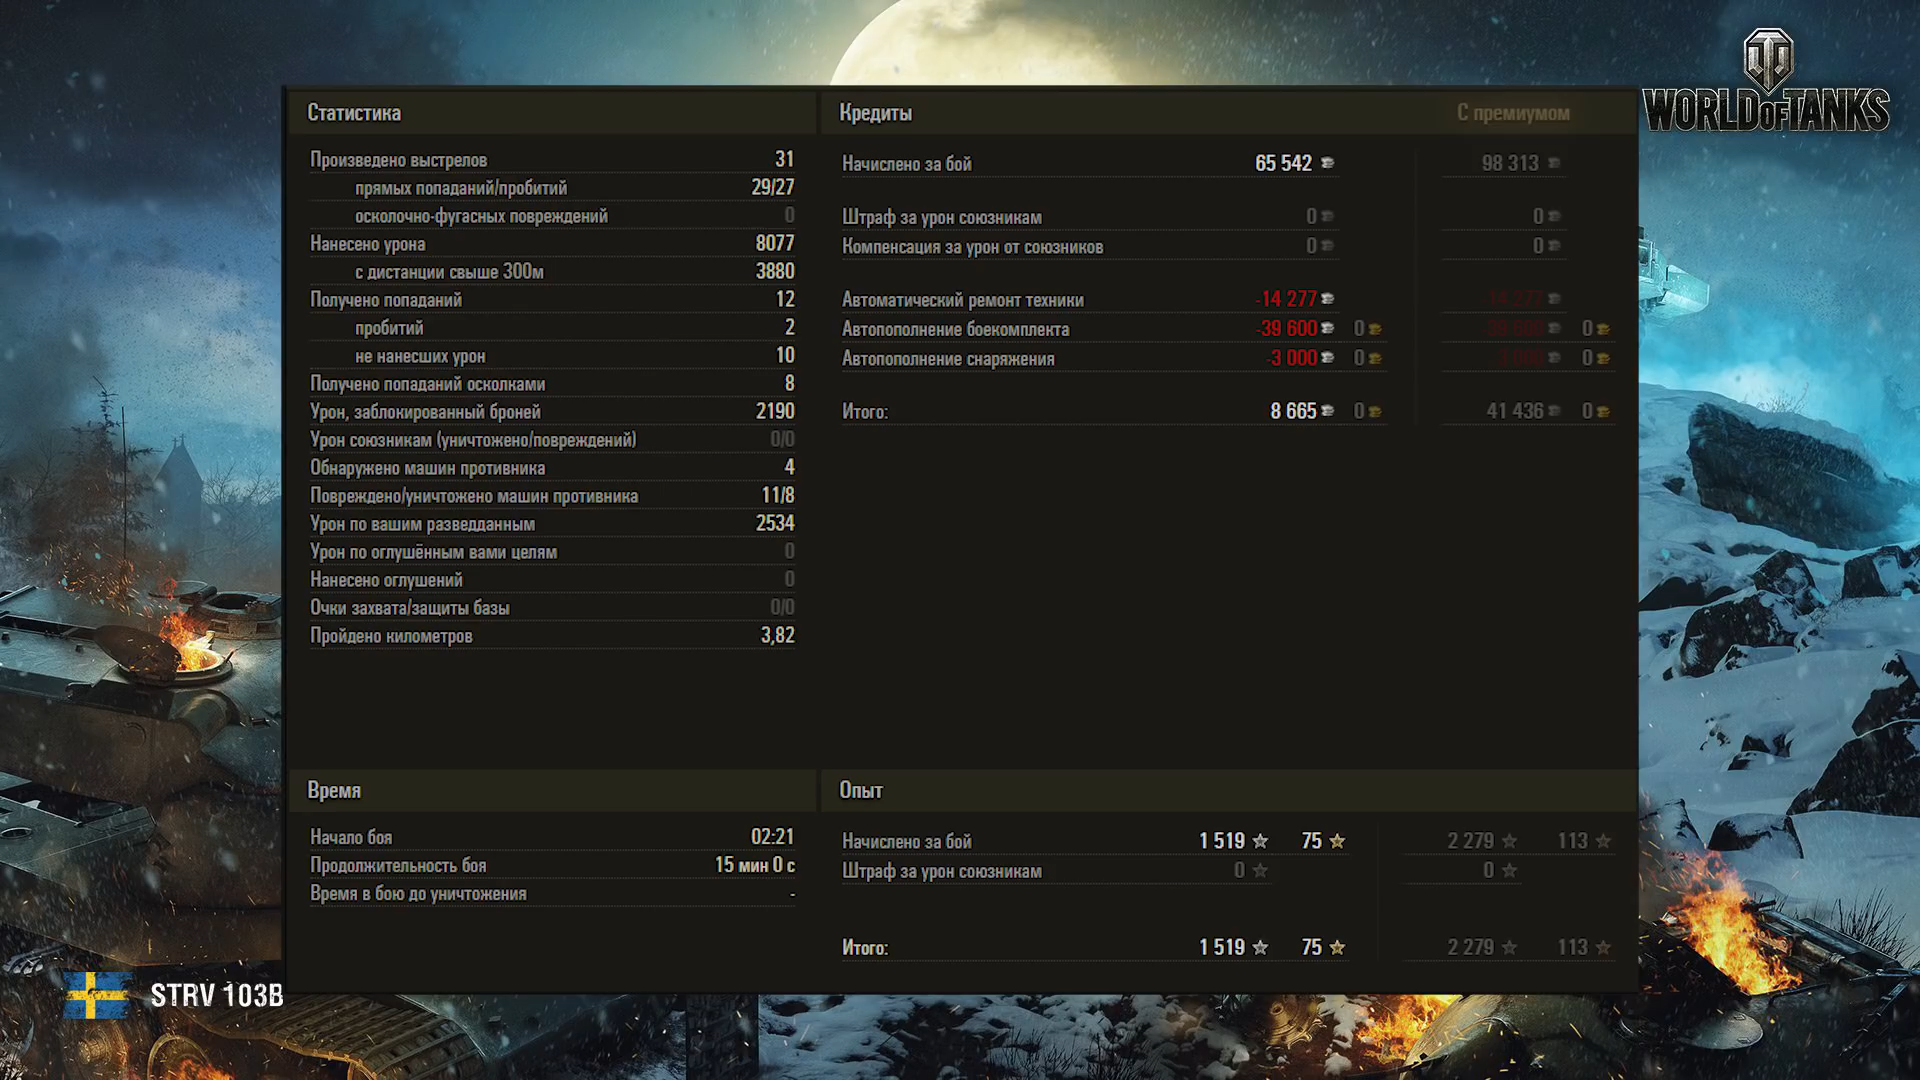 WORLD OF TANKS
Статистика
Произведено выстрелов 31
прямых попаданий/пробитий 29/27
осколочно-фугасных повреждений 0
Нанесено урона 8077
с дистанции свыше 300м 3880
Получено попаданий 12
пробитий 2
не нанесших урон 10
Получено попаданий осколками 8
Урон, заблокированный броней 2190
Урон союзникам (уничтожено/повреждений) 0/0
Обнаружено машин противника 4
Повреждено/уничтожено машин противника 11/8
Урон по вашим разведданным 2534
Урон по оглушённым вами целям 0
Нанесено оглушений 0
Очки захвата/защиты базы 0/0
Пройдено километров 3,82
Кредиты С премиумом
Начислено за бой 65 542 98 313
Штраф за урон союзникам 0 0
Компенсация за урон от союзников 0 0
Автоматический ремонт техники -14 277 -14 277
Автопополнение боекомплекта -39 600 0 -39 600 0
Автопополнение снаряжения -3 000 0 -3 000 0
Итого: 8 665 0 41 436 0
Время
Начало боя 02:21
Продолжительность боя 15 мин 0 с
Время в бою до уничтожения -
Опыт
Начислено за бой 1 519 75 2 279 113
Штраф за урон союзникам 0 0
Итого: 1 519 75 2 279 113
STRV 103B